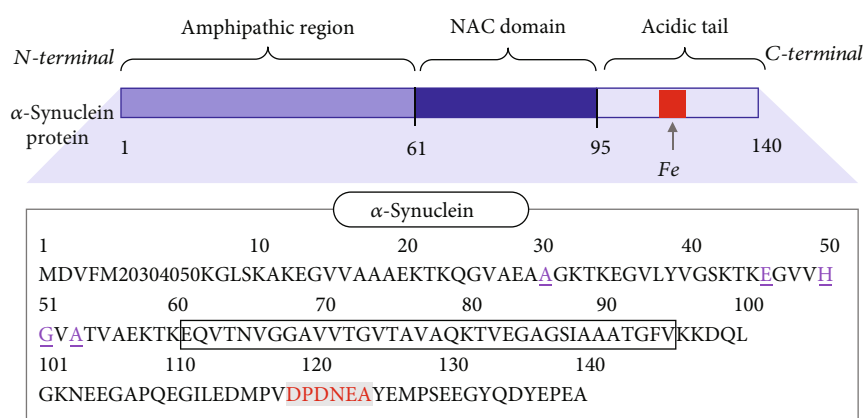 Amphipathic region NAC domain Acidic tail
N-terminal C-terminal
α-Synuclein
protein
1 61 95 140
Fe
α-Synuclein
1 10 20 30 40 50
MDVFM20304050KGLSKAKEGVVAAAEKTKQGVAEAAGKTKEGVLYVGSKTKEGVVH
51 60 70 80 90 100
GVATVAEKTKEQVTNVGGAVVTGVTAVAQKTVEGAGSIAAATGFVKKDQL
101 110 120 130 140
GKNEEGAPQEGILEDMPVDPDNEAYEMPSEEGYQDYEPEA